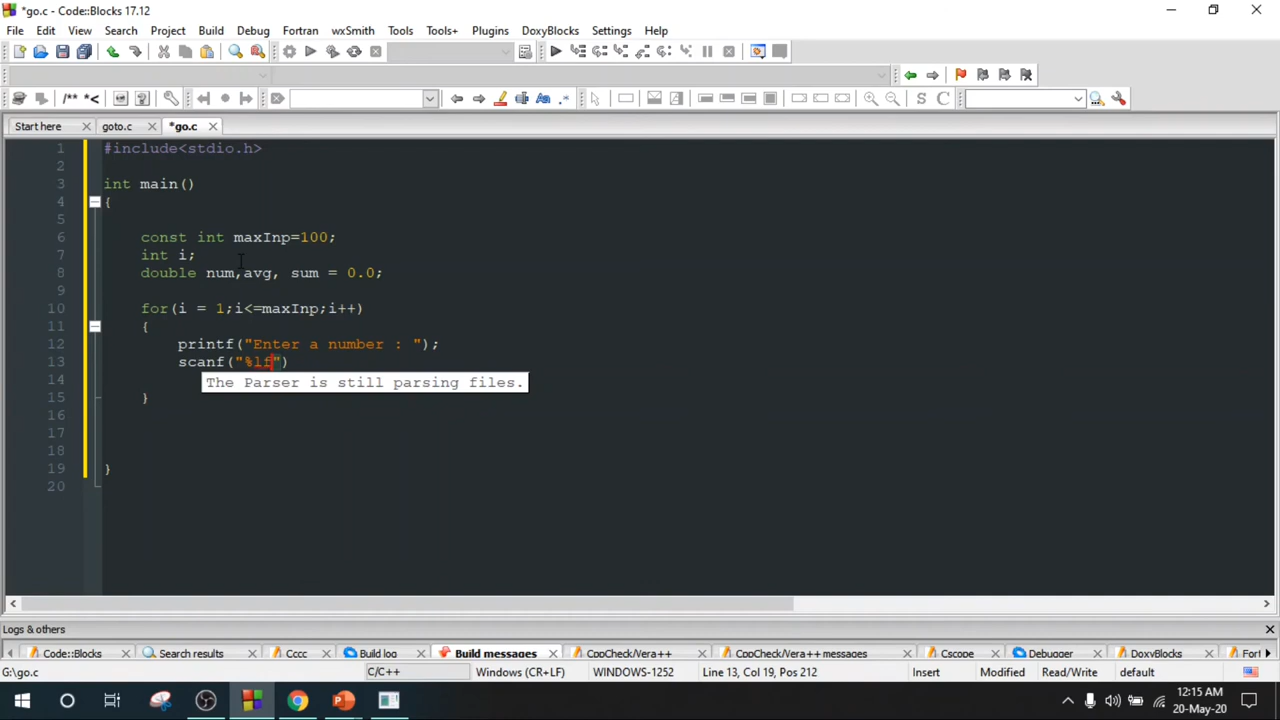 *go.c - Code::Blocks 17.12
File Edit View Search Project Build Debug Fortran wxSmith Tools Tools+ Plugins DoxyBlocks Settings Help
/** *< S C
Start here goto.c *go.c
1 #include<stdio.h>
2
3 int main()
4 {
5
6 const int maxInp=100;
7 int i;
8 double num,avg, sum = 0.0;
9
10 for(i = 1;i<=maxInp;i++)
11 {
12 printf("Enter a number : ");
13 scanf("%lf")
14 The Parser is still parsing files.
15 }
16
17
18
19 }
20
Logs & others
Code::Blocks Search results Cccc Build log Build messages CppCheck/Vera++ CppCheck/Vera++ messages Cscope Debugger DoxyBlocks Fort
G:\go.c C/C++ Windows (CR+LF) WINDOWS-1252 Line 13, Col 19, Pos 212 Insert Modified Read/Write default
12:15 AM
20-May-20